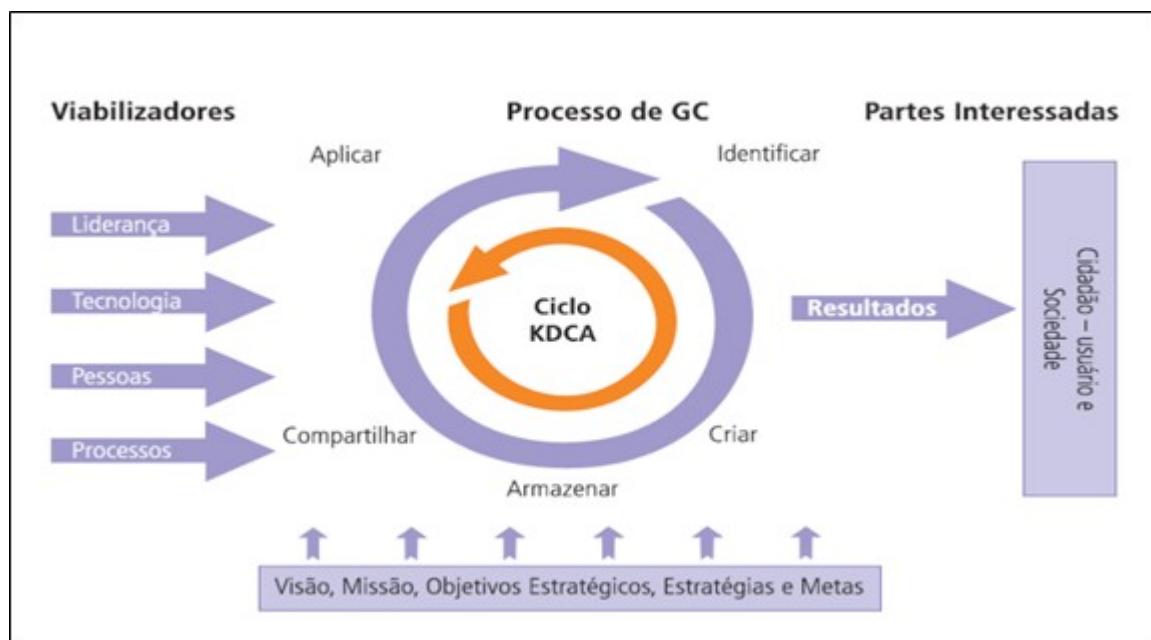 Viabilizadores
Processo de GC
Partes Interessadas
Aplicar
Identificar
Liderança
Tecnologia
Pessoas
Processos
Ciclo
KDCA
Compartilhar
Criar
Armazenar
Resultados
Cidadão – usuário e
Sociedade
Visão, Missão, Objetivos Estratégicos, Estratégias e Metas